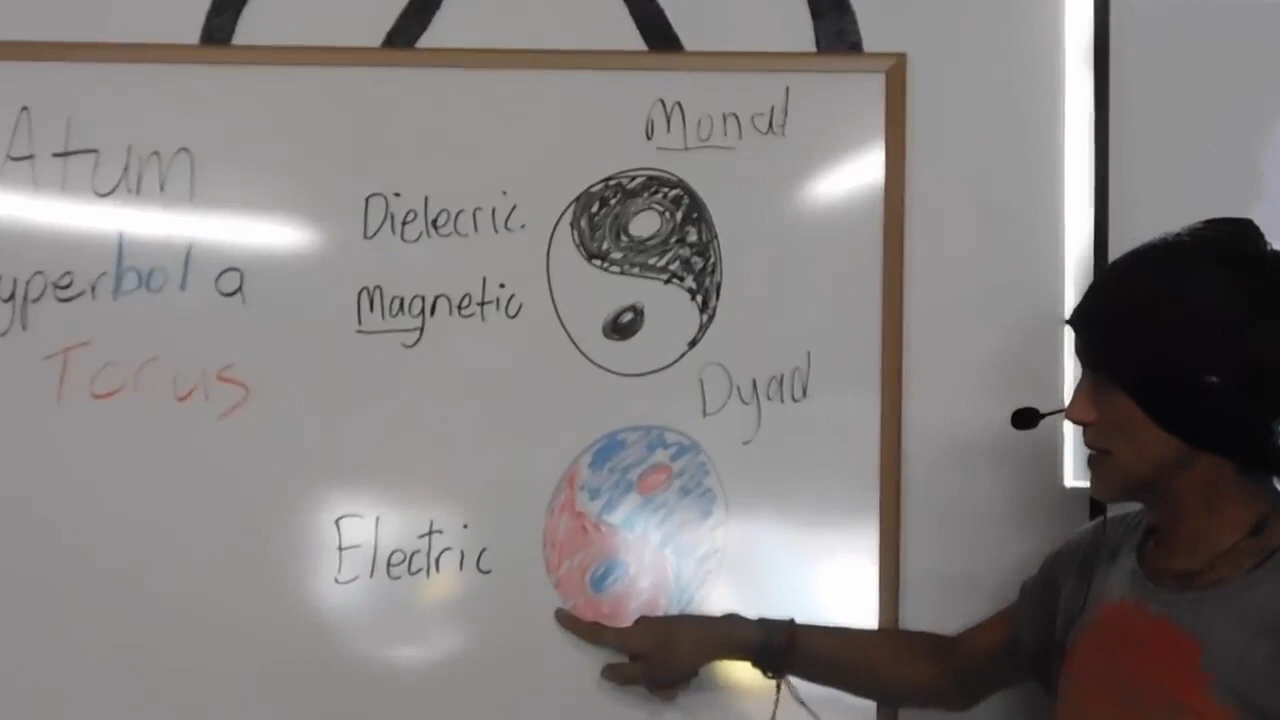 Atum
yperbola
Torus
Monad
Dielecric
Magnetic
Dyad
Electric